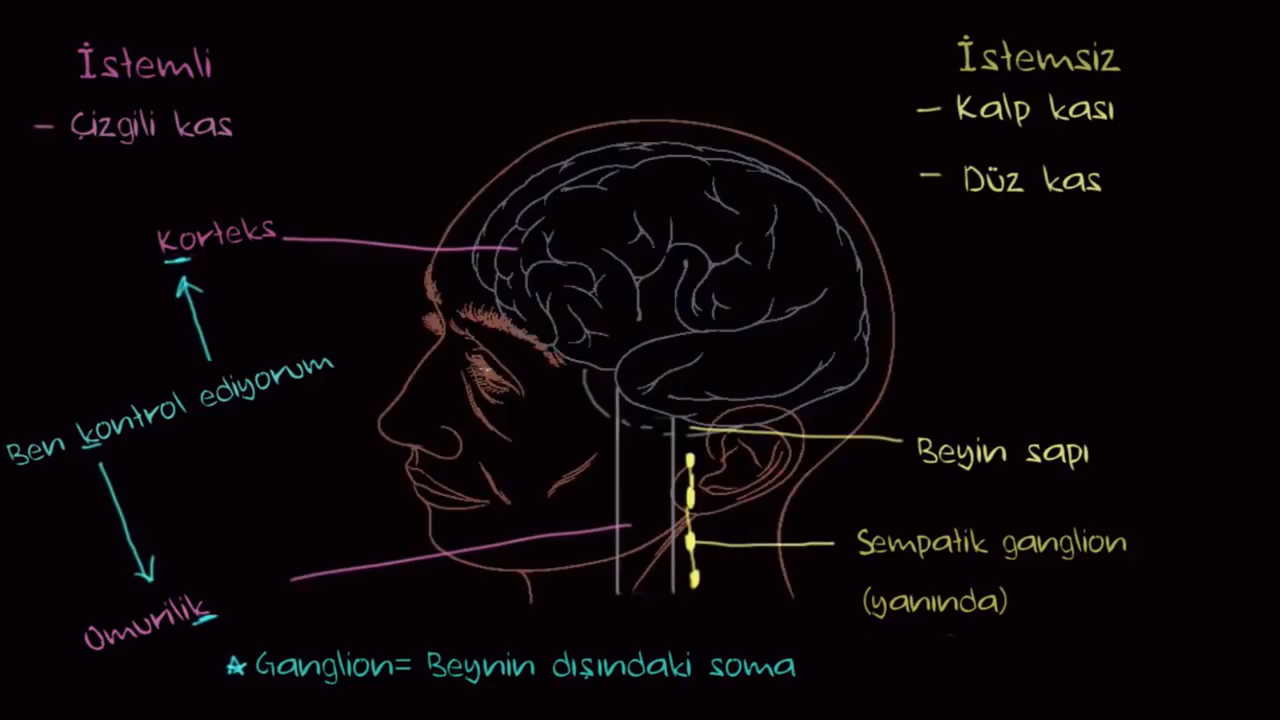 İstemli
- Çizgili kas
Korteks
Ben kontrol ediyorum
Omurilik
İstemsiz
- Kalp kası
- Düz kas
Beyin sapı
Sempatik ganglion
(yanında)
* Ganglion= Beynin dışındaki soma